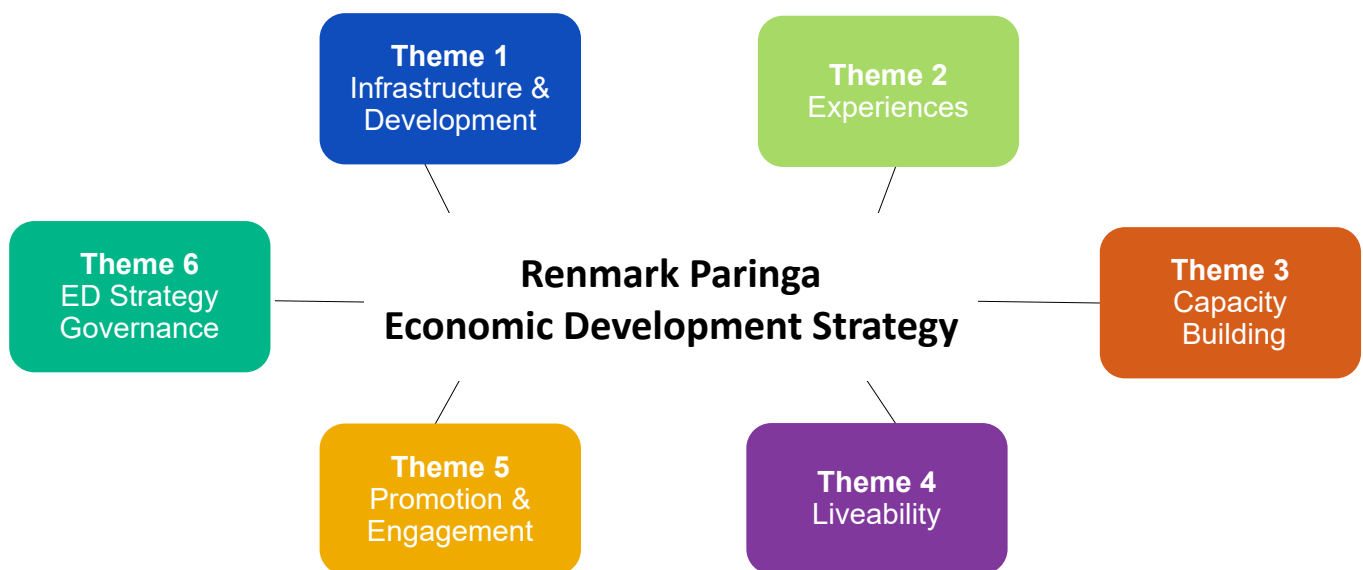 Theme 1
Infrastructure &
Development
Theme 2
Experiences
Theme 6
ED Strategy
Governance
Renmark Paringa
Economic Development Strategy
Theme 3
Capacity
Building
Theme 5
Promotion &
Engagement
Theme 4
Liveability